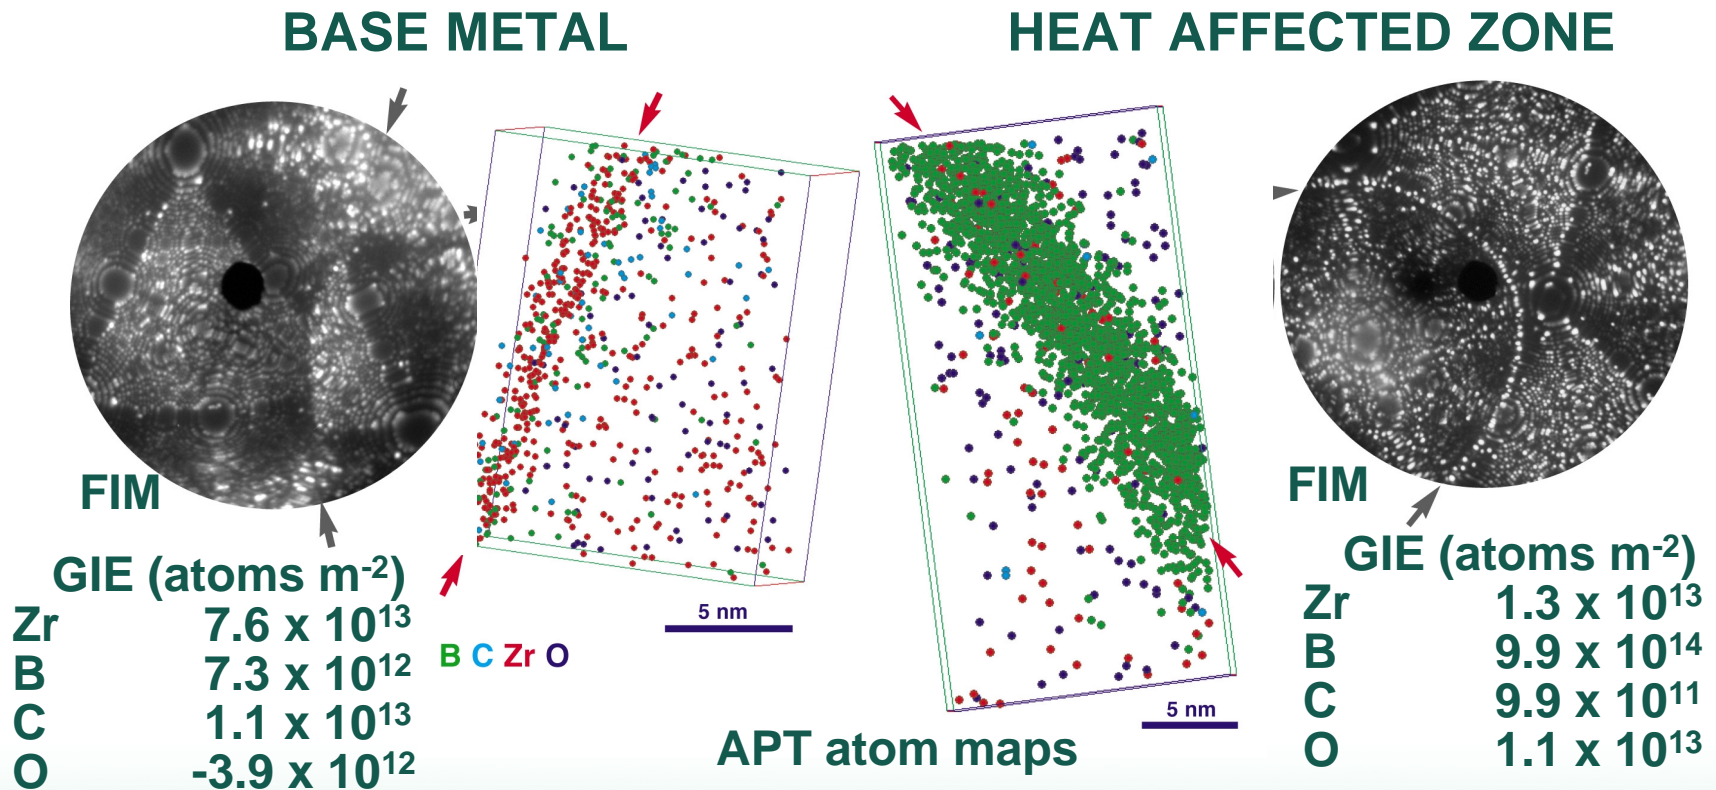 BASE METAL
HEAT AFFECTED ZONE
FIM
GIE (atoms m-2)
Zr 7.6 x 10¹³
B 7.3 x 10¹²
C 1.1 x 10¹³
O -3.9 x 10¹²
5 nm
B C Zr O
5 nm
APT atom maps
FIM
GIE (atoms m-2)
Zr 1.3 x 10¹³
B 9.9 x 10¹⁴
C 9.9 x 10¹¹
O 1.1 x 10¹³